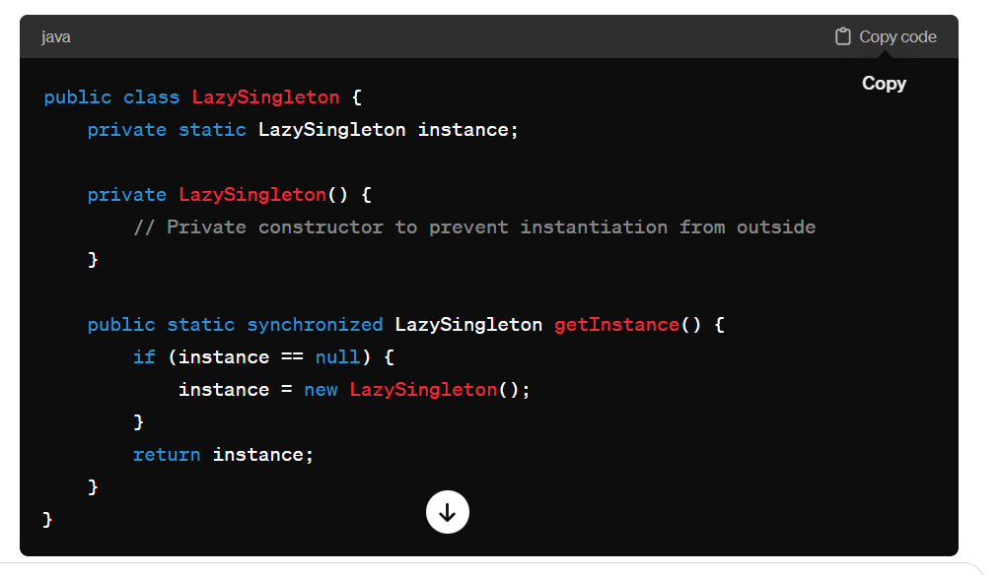 java
Copy code
Copy
public class LazySingleton {
    private static LazySingleton instance;
    private LazySingleton() {
        // Private constructor to prevent instantiation from outside
    }
    public static synchronized LazySingleton getInstance() {
        if (instance == null) {
            instance = new LazySingleton();
        }
        return instance;
    }
}